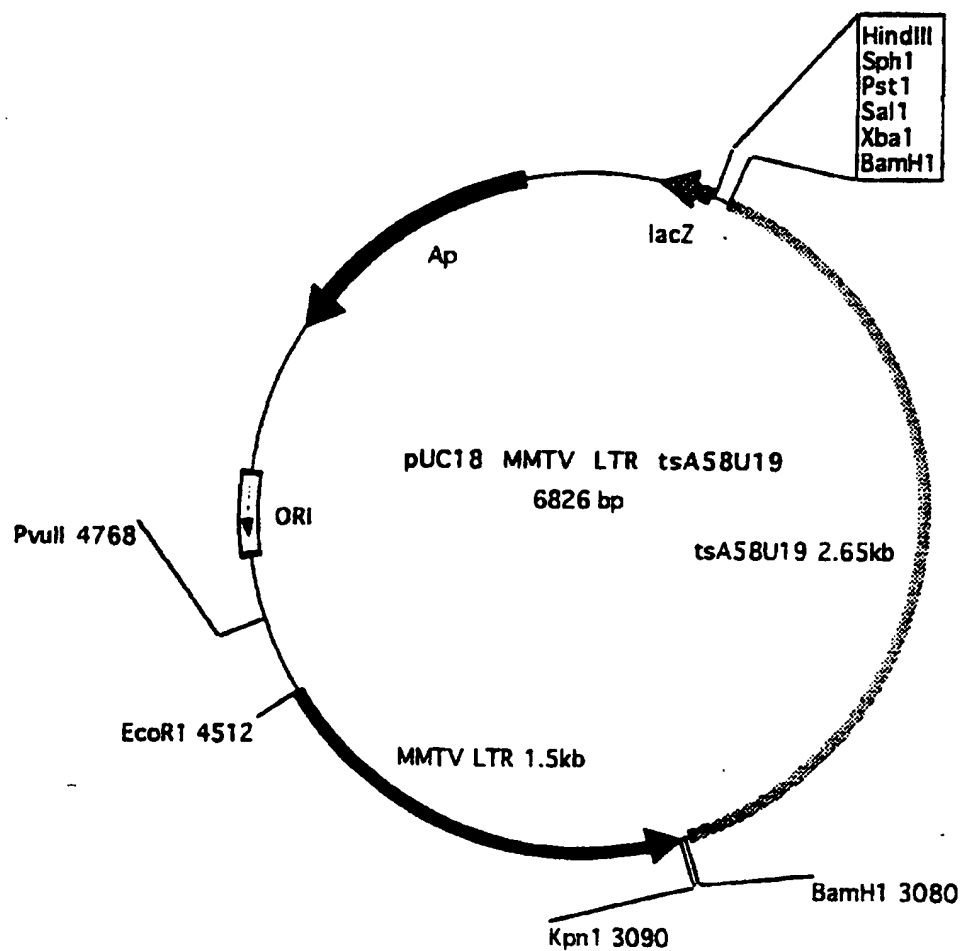 HindIII
Sph1
Pst1
Sal1
Xba1
BamH1
lacZ
Ap
pUC18 MMTV LTR tsA58U19
6826 bp
ORI
PvuII 4768
tsA58U19 2.65kb
EcoR1 4512
MMTV LTR 1.5kb
BamH1 3080
Kpn1 3090